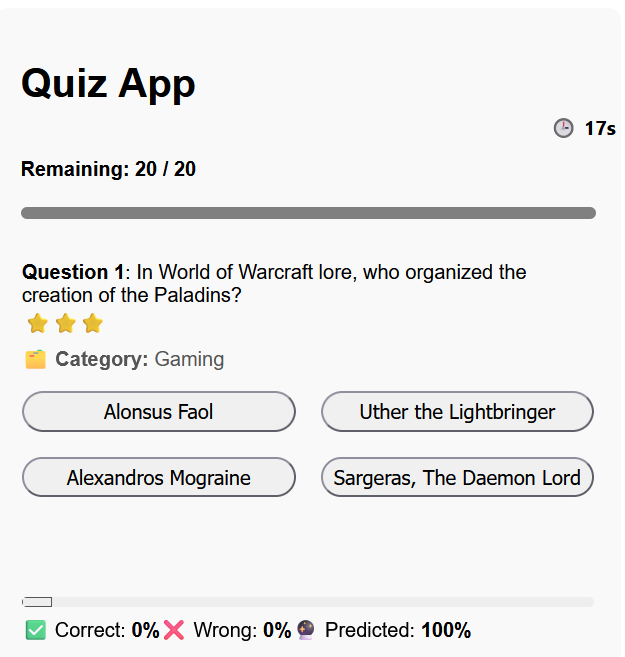 Quiz App
17s
Remaining: 20 / 20
Question 1: In World of Warcraft lore, who organized the
creation of the Paladins?
Category: Gaming
Alonsus Faol
Uther the Lightbringer
Alexandros Mograine
Sargeras, The Daemon Lord
Correct: 0% Wrong: 0% Predicted: 100%